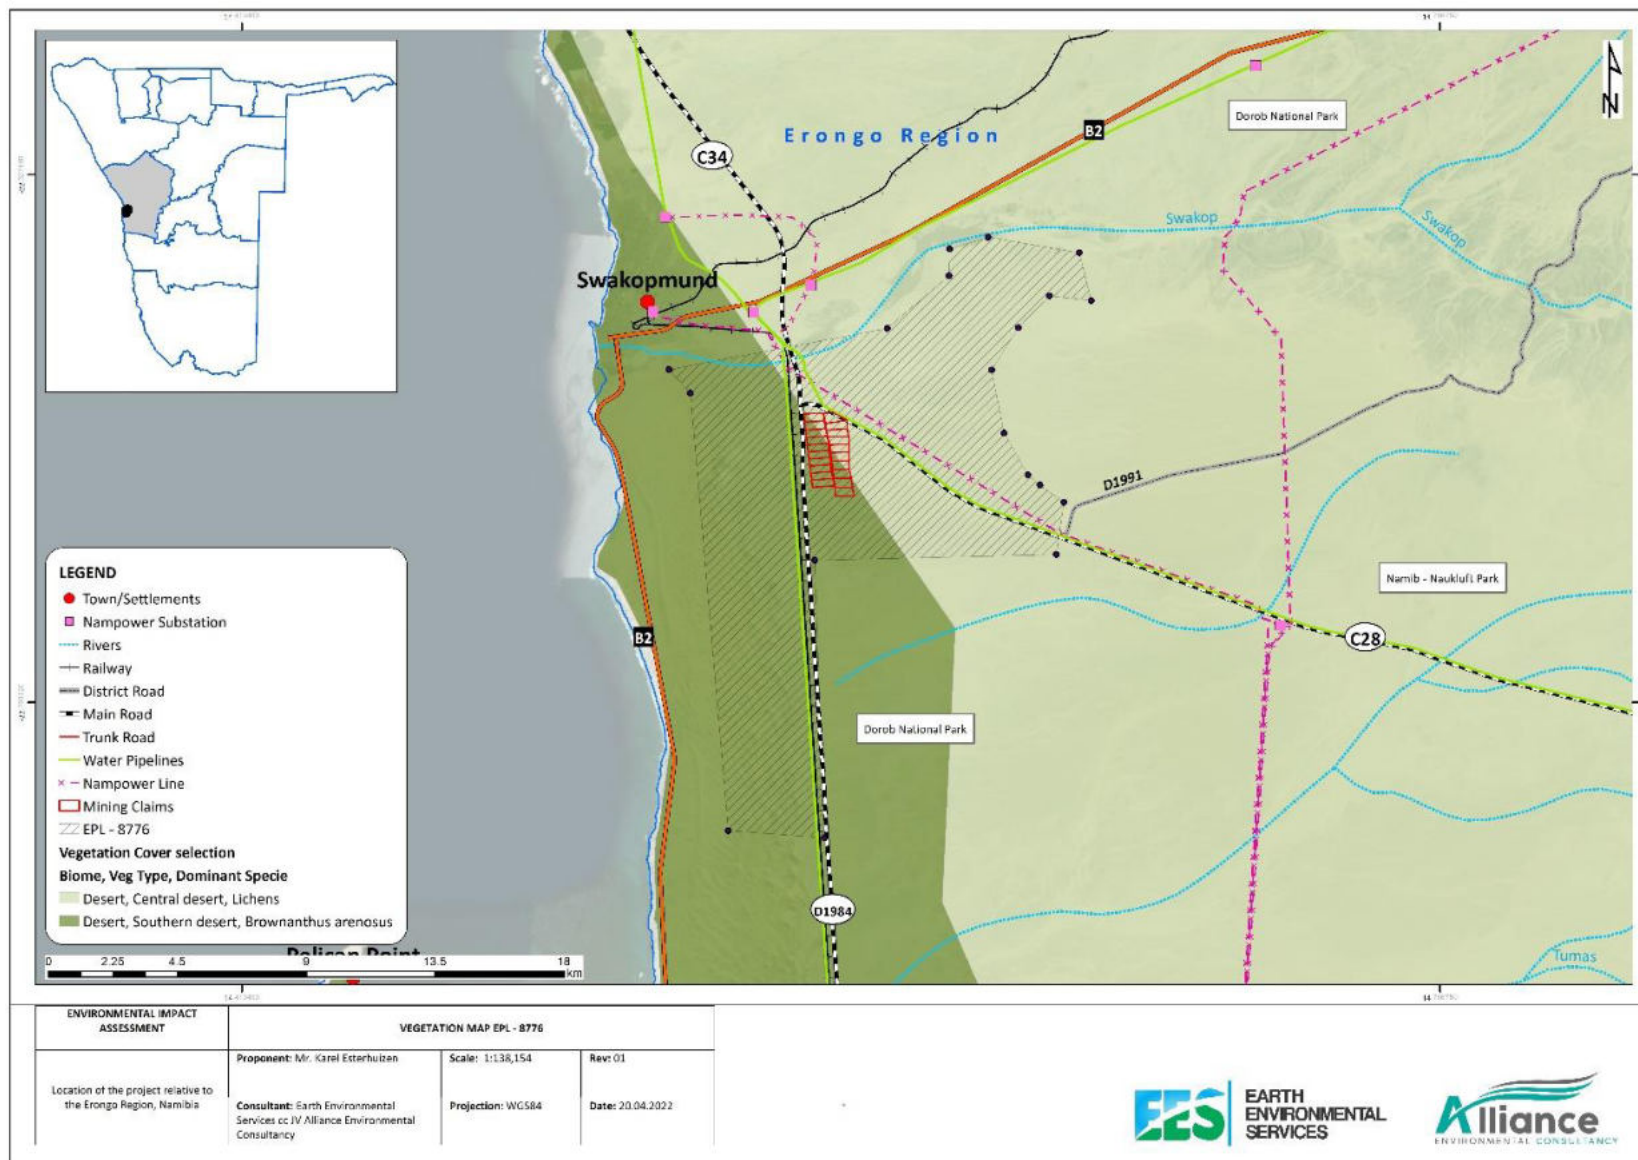 Dorob National Park
Erongo Region
B2
C34
Swakop
Swakop
Swakopmund
D1991
Namib - Naukluft Park
C28
B2
Dorob National Park
D1984
Tumas
N
LEGEND
Town/Settlements
Nampower Substation
Rivers
Railway
District Road
Main Road
Trunk Road
Water Pipelines
Nampower Line
Mining Claims
EPL - 8776
Vegetation Cover selection
Biome, Veg Type, Dominant Specie
Desert, Central desert, Lichens
Desert, Southern desert, Brownanthus arenosus
Pelican Point
0 2.25 4.5 9 13.5 18
km
ENVIRONMENTAL IMPACT
ASSESSMENT
Location of the project relative to
the Erongo Region, Namibia
VEGETATION MAP EPL - 8776
Proponent: Mr. Karel Esterhuizen
Scale: 1:138,154
Rev: 01
Consultant: Earth Environmental
Services cc JV Alliance Environmental
Consultancy
Projection: WGS84
Date: 20.04.2022
EES
EARTH
ENVIRONMENTAL
SERVICES
Alliance
ENVIRONMENTAL CONSULTANCY